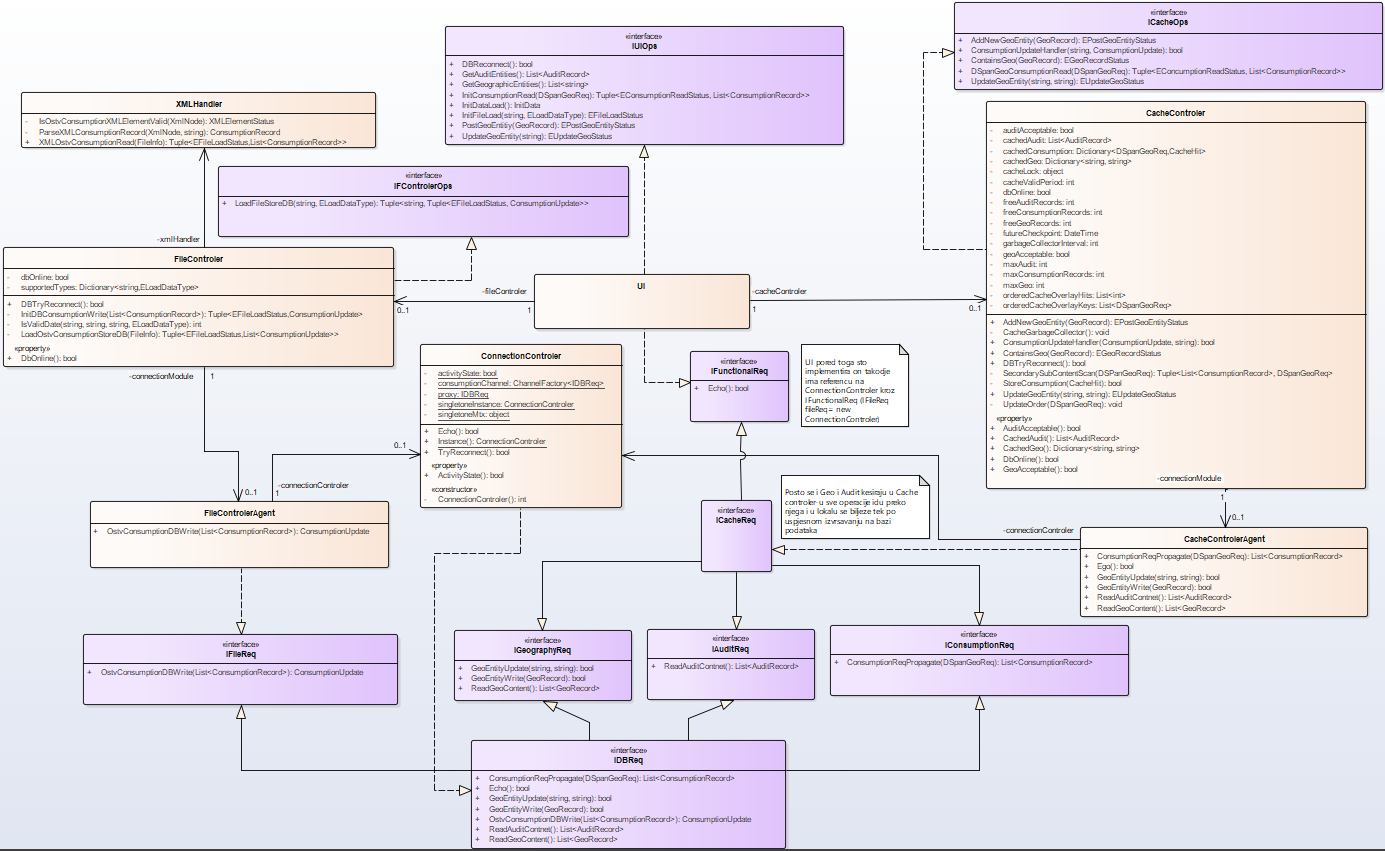 «interface»
ICacheOps
+ AddNewGeoEntity(GeoRecord): EPostGeoEntityStatus
+ ConsumptionUpdateHandler(string, ConsumptionUpdate): bool
+ ContainsGeo(GeoRecord): EGeoRecordStatus
+ DSpanGeoConsumptionRead(DSpanGeoReq): Tuple<EConcumptionReadStatus, List<ConsumptionRecord>>
+ UpdateGeoEntity(string, string): EUpdateGeoStatus
«interface»
IUIOps
+ DBReconnect(): bool
+ GetAuditEntities(): List<AuditRecord>
+ GetGeographicEntities(): List<string>
+ InitConsumptionRead(DSpanGeoReq): Tuple<EConsumptionReadStatus, List<ConsumptionRecord>>
+ InitDataLoad(): InitData
+ InitFileLoad(string, ELoadDataType): EFileLoadStatus
+ PostGeoEntitiy(GeoRecord): EPostGeoEntityStatus
+ UpdateGeoEntity(string): EUpdateGeoStatus
XMLHandler
- IsOstvConsumptionXMLElementValid(XmlNode): XMLElementStatus
- ParseXMLConsumptionRecord(XmlNode, string): ConsumptionRecord
+ XMLOstvConsumptionRead(FileInfo): Tuple<EFileLoadStatus,List<ConsumptionRecord>>
«interface»
IFControlerOps
+ LoadFileStoreDB(string, ELoadDataType): Tuple<string, Tuple<EFileLoadStatus, ConsumptionUpdate>>
CacheControler
- auditAcceptable: bool
- cachedAudit: List<AuditRecord>
- cachedConsumption: Dictionary<DSpanGeoReq,CacheHit>
- cachedGeo: Dictionary<string, string>
- cacheLock: object
- cacheValidPeriod: int
- dbOnline: bool
- freeAuditRecords: int
- freeConsumptionRecords: int
- freeGeoRecords: int
- futureCheckpoint: DateTime
- garbageCollectorInterval: int
- geoAcceptable: bool
- maxAudit: int
- maxConsumptionRecords: int
- maxGeo: int
- orderedCacheOverlayHits: List<int>
- orderedCacheOverlayKeys: List<DSpanGeoReq>
+ AddNewGeoEntity(GeoRecord): EPostGeoEntityStatus
- CacheGarbageCollector(): void
+ ConsumptionUpdateHandler(ConsumptionUpdate, string): bool
+ ContainsGeo(GeoRecord): EGeoRecordStatus
+ DBTryReconnect(): bool
- SecondarySubContentScan(DSpanGeoReq): Tuple<List<ConsumptionRecord>, DSpanGeoReq>
- StoreConsumption(CacheHit): bool
+ UpdateGeoEntity(string, string): EUpdateGeoStatus
- UpdateOrder(DSpanGeoReq): void
«property»
+ AuditAcceptable(): bool
+ CachedAudit(): List<AuditRecord>
+ CachedGeo(): Dictionary<string, string>
+ DbOnline(): bool
+ GeoAcceptable(): bool
-xmlHandler
FileControler
- dbOnline: bool
- supportedTypes: Dictionary<string,ELoadDataType>
+ DBTryReconnect(): bool
- InitDBConsumptionWrite(List<ConsumptionRecord>): Tuple<EFileLoadStatus,ConsumptionUpdate>
- IsValidDate(string, string, string, ELoadDataType): int
- LoadOstvConsumptionStoreDB(FileInfo): Tuple<EFileLoadStatus,List<ConsumptionUpdate>>
«property»
+ DbOnline(): bool
UI
-fileControler
0..1
1
-cacheControler
1
0..1
ConnectionControler
- activityState: bool
- consumptionChannel: ChannelFactory<IDBReq>
- proxy: IDBReq
- singletoneInstance: ConnectionControler
- singletoneMtx: object
+ Echo(): bool
+ Instance(): ConnectionControler
+ TryReconnect(): bool
«property»
+ ActivityState(): bool
«constructor»
- ConnectionControler(): int
«interface»
IFunctionalReq
+ Echo(): bool
UI pored toga sto
implementira on takodje
ima referencu na
ConnectionControler kroz
IFunctionalReq (IFileReq
fileReq= new
ConnectionControler)
-connectionModule
1
0..1
-connectionControler
1
0..1
Posto se i Geo i Audit kesiraju u Cache
controler-u sve operacije idu preko
njega i u lokalu se biljeze tek po
uspjesnom izvrsavanju na bazi
podataka
-connectionModule
1
0..1
-connectionControler
«interface»
ICacheReq
FileControlerAgent
+ OstvConsumptionDBWrite(List<ConsumptionRecord>): ConsumptionUpdate
CacheControlerAgent
+ ConsumptionReqPropagate(DSpanGeoReq): List<ConsumptionRecord>
+ Ego(): bool
+ GeoEntityUpdate(string, string): bool
+ GeoEntityWrite(GeoRecord): bool
+ ReadAuditContnet(): List<AuditRecord>
+ ReadGeoContent(): List<GeoRecord>
«interface»
IFileReq
+ OstvConsumptionDBWrite(List<ConsumptionRecord>): ConsumptionUpdate
«interface»
IGeographyReq
+ GeoEntityUpdate(string, string): bool
+ GeoEntityWrite(GeoRecord): bool
+ ReadGeoContent(): List<GeoRecord>
«interface»
IAuditReq
+ ReadAuditContnet(): List<AuditRecord>
«interface»
IConsumptionReq
+ ConsumptionReqPropagate(DSpanGeoReq): List<ConsumptionRecord>
«interface»
IDBReq
+ ConsumptionReqPropagate(DSpanGeoReq): List<ConsumptionRecord>
+ Echo(): bool
+ GeoEntityUpdate(string, string): bool
+ GeoEntityWrite(GeoRecord): bool
+ OstvConsumptionDBWrite(List<ConsumptionRecord>): ConsumptionUpdate
+ ReadAuditContnet(): List<AuditRecord>
+ ReadGeoContent(): List<GeoRecord>